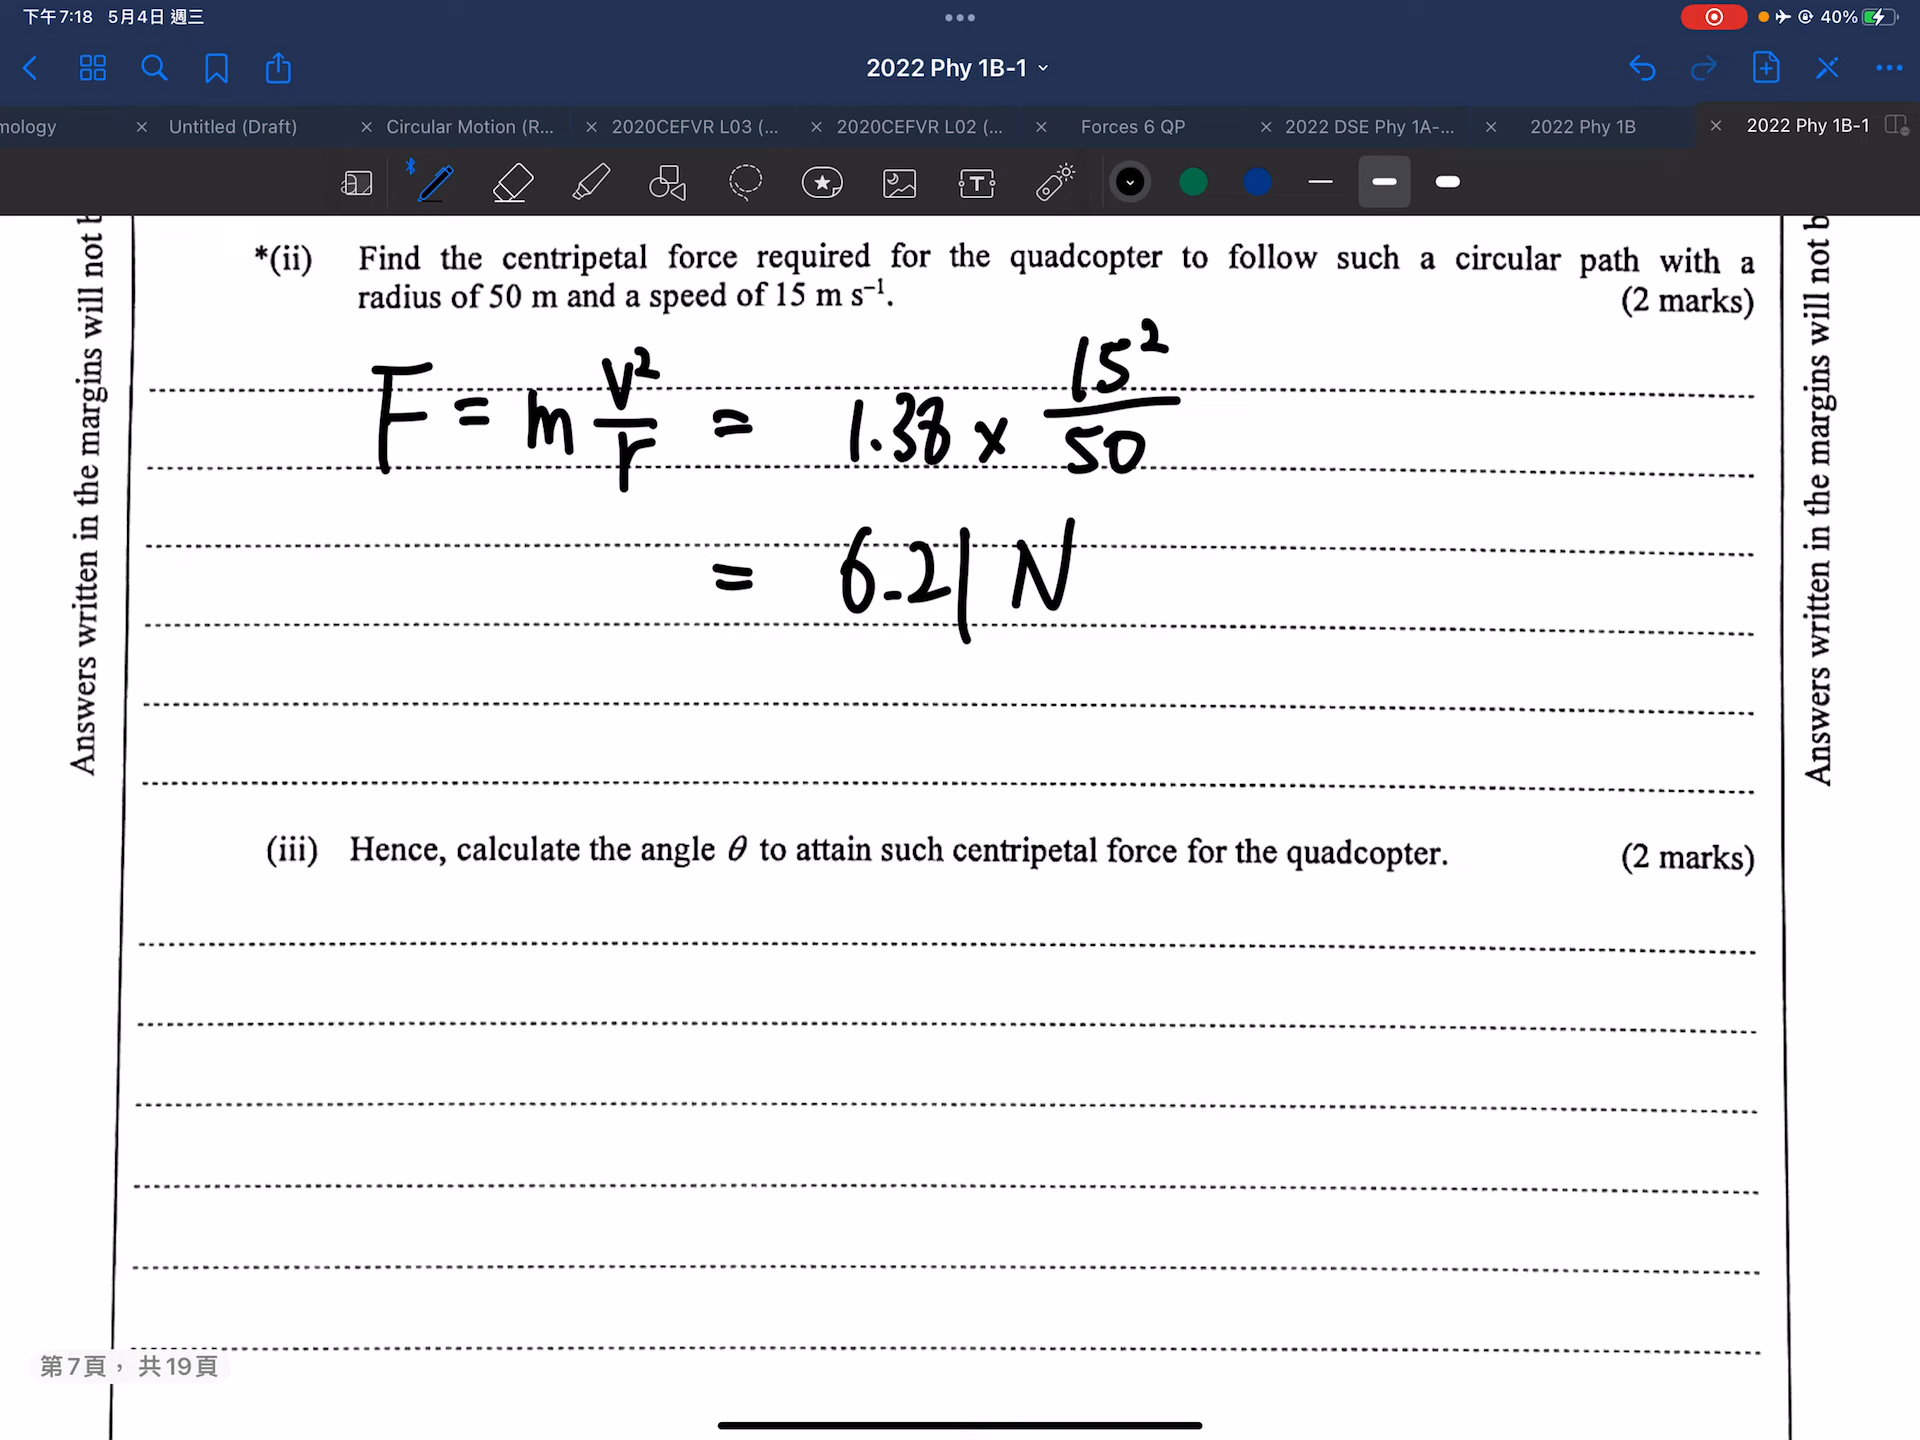 下午7:18 5月4日 週三
40%
2022 Phy 1B-1
mology
Untitled (Draft)
Circular Motion (R...
2020CEFVR L03 (...
2020CEFVR L02 (...
Forces 6 QP
2022 DSE Phy 1A-...
2022 Phy 1B
2022 Phy 1B-1
Answers written in the margins will not b
*(ii) Find the centripetal force required for the quadcopter to follow such a circular path with a
radius of 50 m and a speed of 15 m s⁻¹. (2 marks)
F = m v²/r = 1.38 × 15²/50
= 6.21 N
(iii) Hence, calculate the angle θ to attain such centripetal force for the quadcopter. (2 marks)
Answers written in the margins will not b
第7頁，共19頁